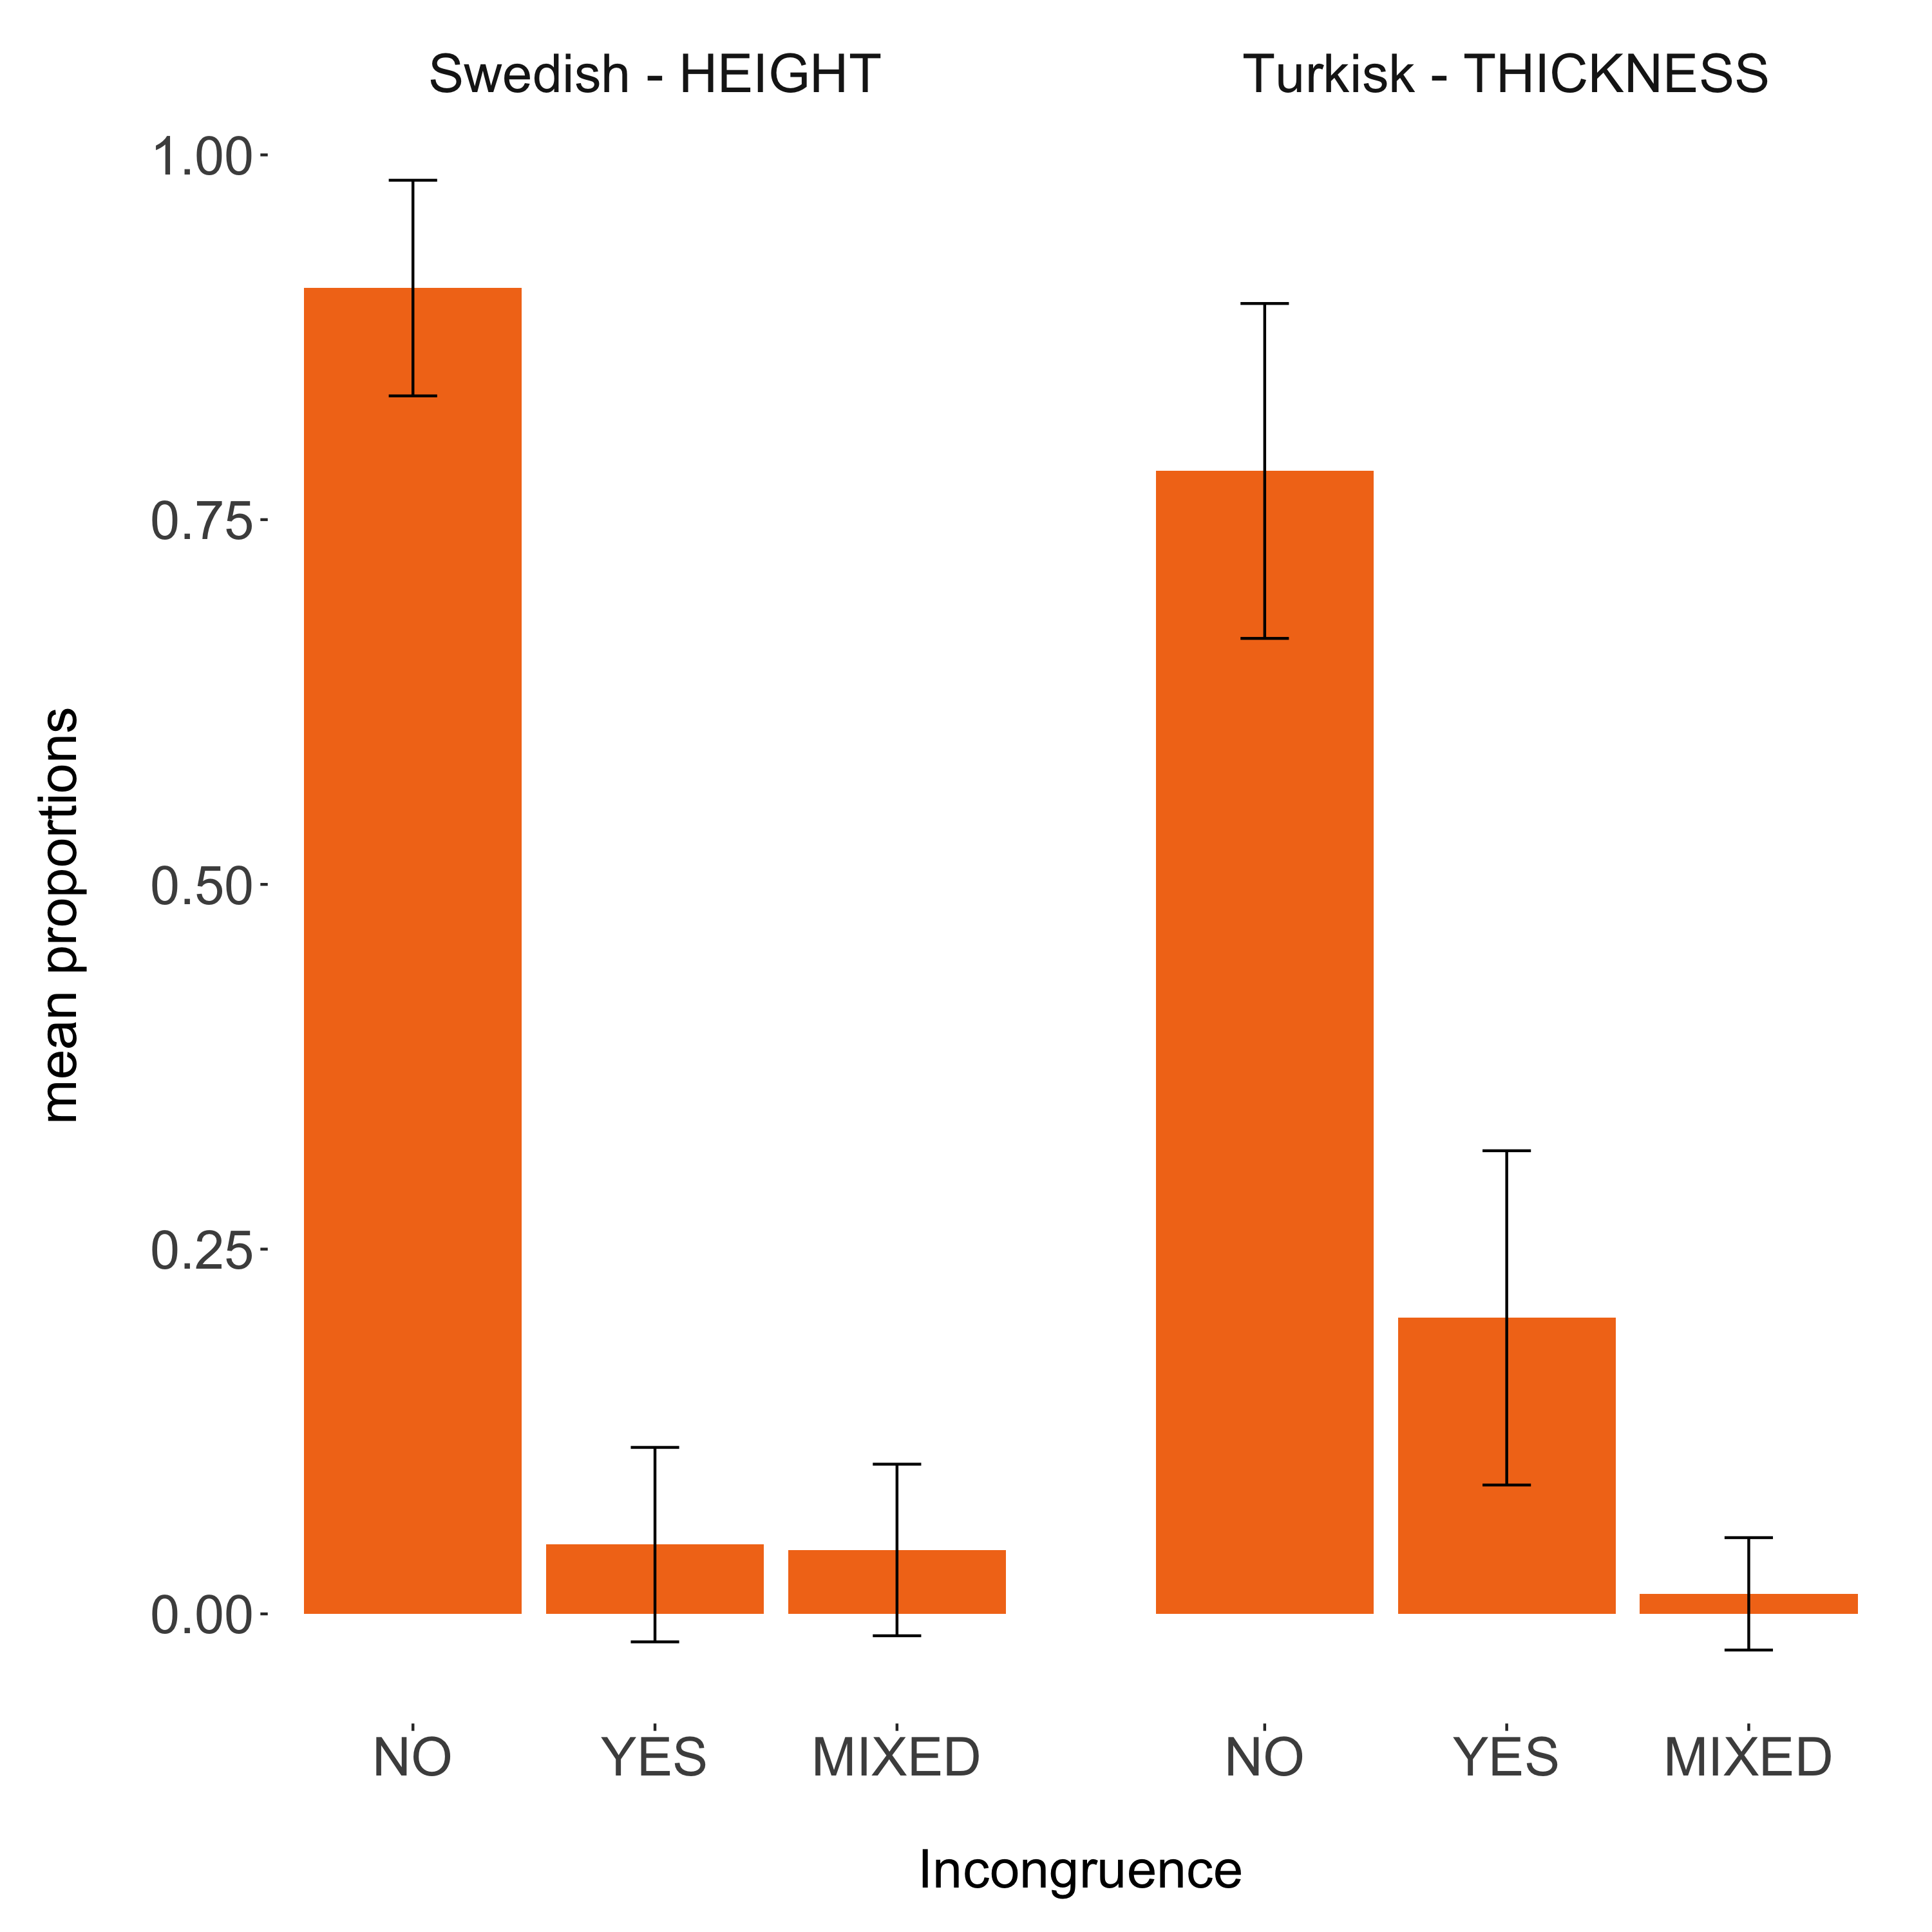 Swedish - HEIGHT
Turkisk - THICKNESS
1.00
0.75
0.50
0.25
0.00
mean proportions
NO YES MIXED
NO YES MIXED
Incongruence